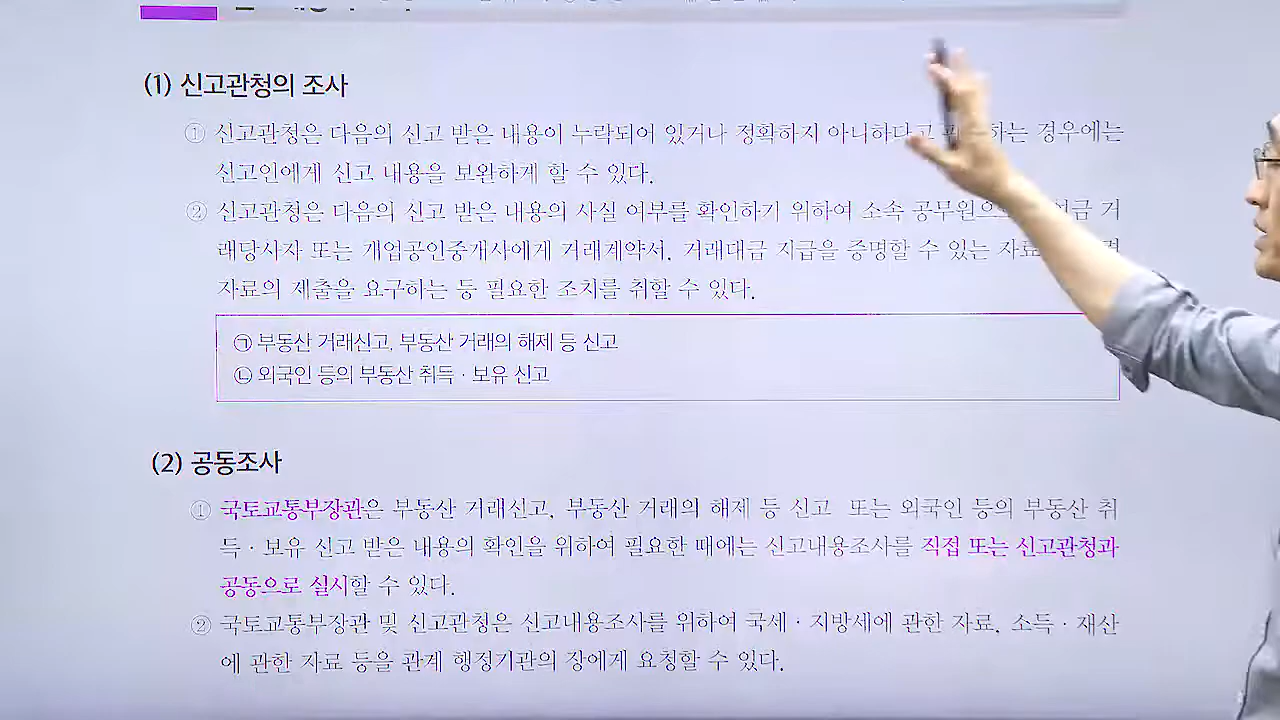 (1) 신고관청의 조사
① 신고관청은 다음의 신고 받은 내용이 누락되어 있거나 정확하지 아니하다고 하는 경우에는
신고인에게 신고 내용을 보완하게 할 수 있다.
② 신고관청은 다음의 신고 받은 내용의 사실 여부를 확인하기 위하여 소속 공무원으로 거
래당사자 또는 개업공인중개사에게 거래계약서, 거래대금 지급을 증명할 수 있는 자료
자료의 제출을 요구하는 등 필요한 조치를 취할 수 있다.
㉠ 부동산 거래신고, 부동산 거래의 해제 등 신고
㉡ 외국인 등의 부동산 취득·보유 신고
(2) 공동조사
① 국토교통부장관은 부동산 거래신고, 부동산 거래의 해제 등 신고 또는 외국인 등의 부동산 취
득·보유 신고 받은 내용의 확인을 위하여 필요한 때에는 신고내용조사를 직접 또는 신고관청과
공동으로 실시할 수 있다.
② 국토교통부장관 및 신고관청은 신고내용조사를 위하여 국세·지방세에 관한 자료, 소득·재산
에 관한 자료 등을 관계 행정기관의 장에게 요청할 수 있다.